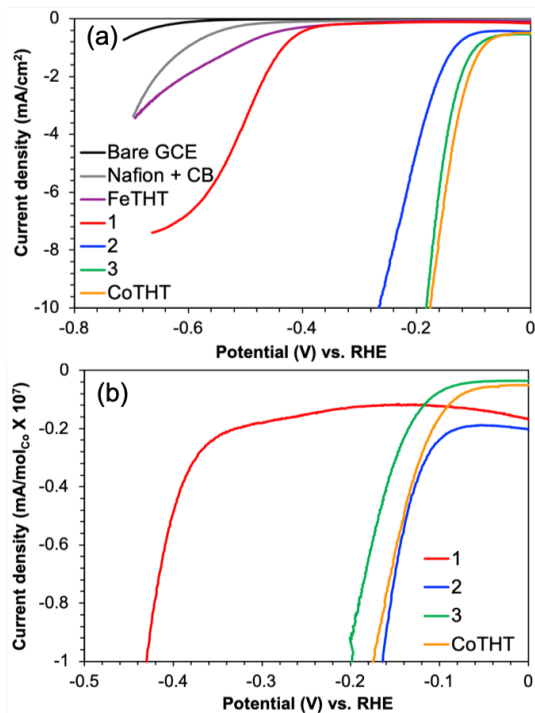 (a)
0
-2
-4
-6
-8
-10
Current density (mA/cm²)
Bare GCE
Nafion + CB
FeTHT
1
2
3
CoTHT
-0.8
-0.6
-0.4
-0.2
0
Potential (V) vs. RHE
(b)
0
-0.2
-0.4
-0.6
-0.8
-1
Current density (mA/mol_Co X 10⁷)
1
2
3
CoTHT
-0.5
-0.4
-0.3
-0.2
-0.1
0
Potential (V) vs. RHE